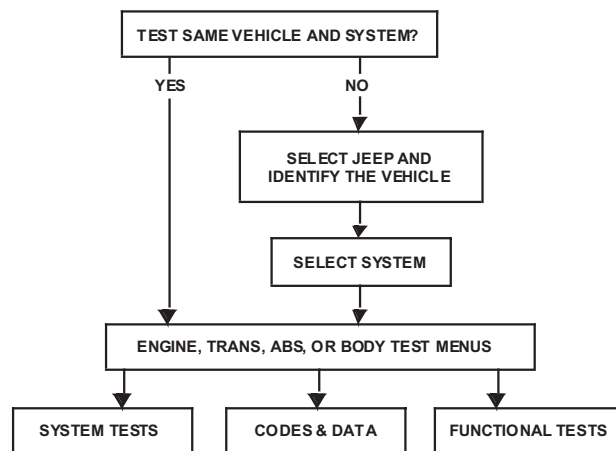 TEST SAME VEHICLE AND SYSTEM?
YES
NO
SELECT JEEP AND
IDENTIFY THE VEHICLE
SELECT SYSTEM
ENGINE, TRANS, ABS, OR BODY TEST MENUS
SYSTEM TESTS
CODES & DATA
FUNCTIONAL TESTS